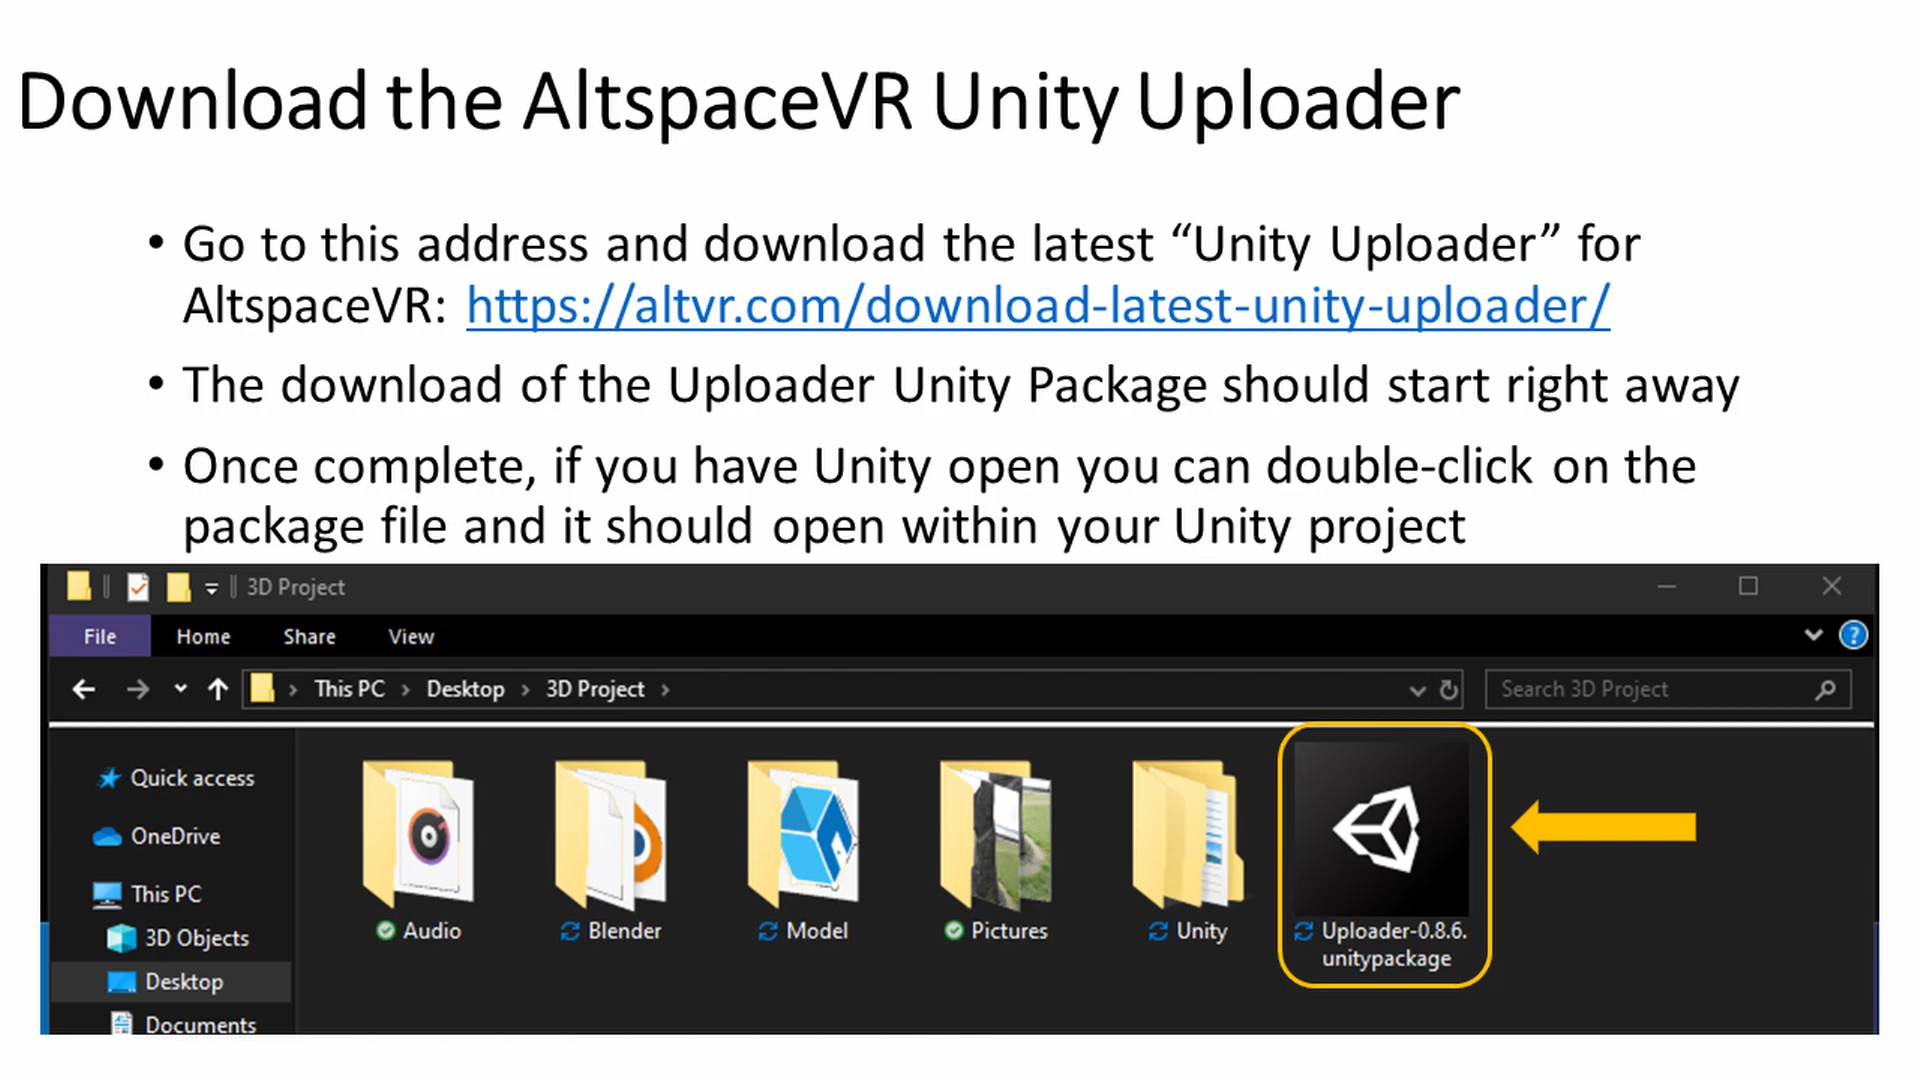 Download the AltspaceVR Unity Uploader
• Go to this address and download the latest “Unity Uploader” for
AltspaceVR: https://altvr.com/download-latest-unity-uploader/
• The download of the Uploader Unity Package should start right away
• Once complete, if you have Unity open you can double-click on the
package file and it should open within your Unity project
3D Project
File Home Share View
This PC > Desktop > 3D Project >
Search 3D Project
Quick access
OneDrive
This PC
3D Objects
Desktop
Documents
Audio
Blender
Model
Pictures
Unity
Uploader-0.8.6.
unitypackage